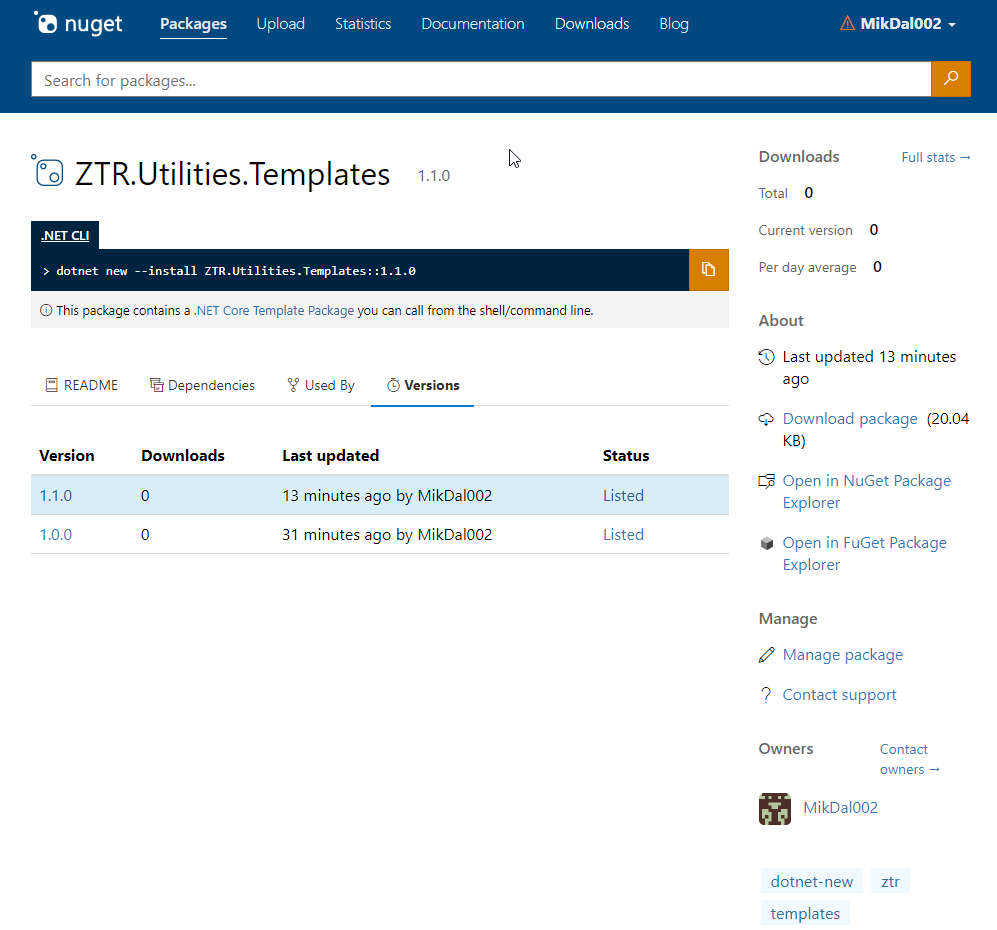 nuget Packages Upload Statistics Documentation Downloads Blog MikDal002
Search for packages...
ZTR.Utilities.Templates 1.1.0
.NET CLI
> dotnet new --install ZTR.Utilities.Templates::1.1.0
This package contains a .NET Core Template Package you can call from the shell/command line.
README Dependencies Used By Versions
Version Downloads Last updated Status
1.1.0 0 13 minutes ago by MikDal002 Listed
1.0.0 0 31 minutes ago by MikDal002 Listed
Downloads Full stats →
Total 0
Current version 0
Per day average 0
About
Last updated 13 minutes
ago
Download package (20.04
KB)
Open in NuGet Package
Explorer
Open in FuGet Package
Explorer
Manage
Manage package
? Contact support
Owners Contact
owners →
MikDal002
dotnet-new ztr
templates